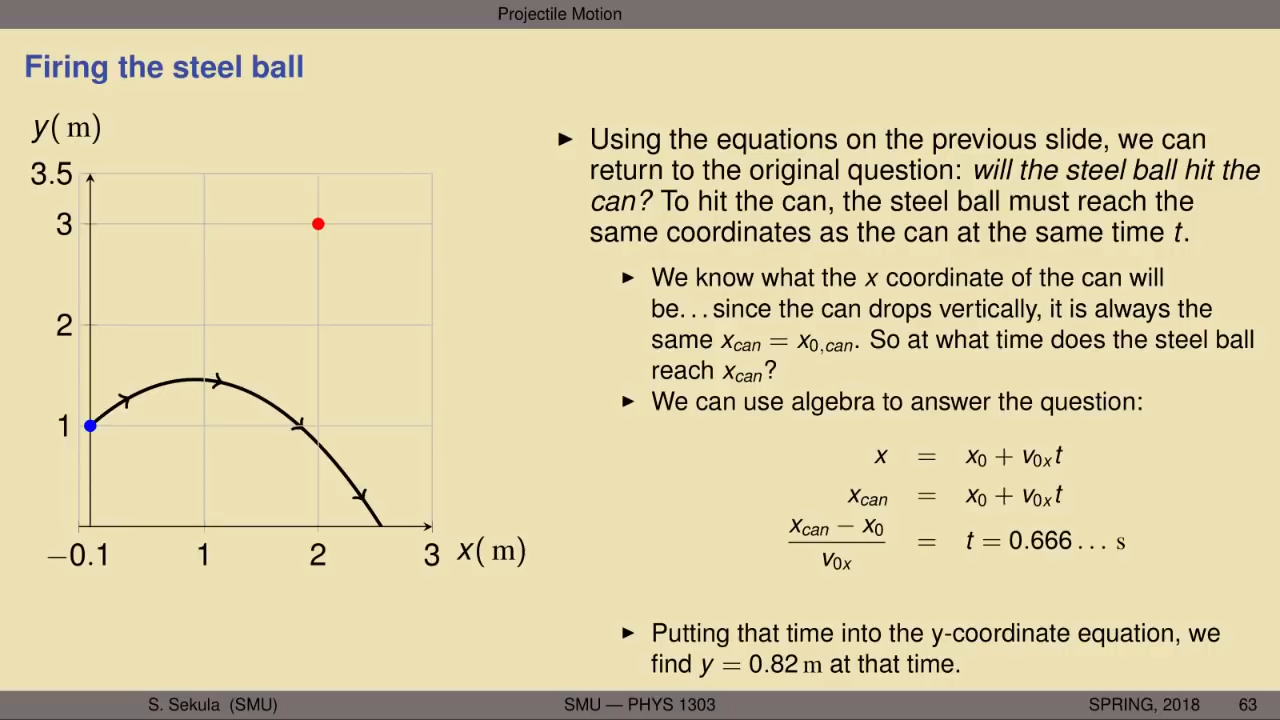 Projectile Motion
Firing the steel ball
y( m)
3.5
3
2
1
−0.1
1
2
3
x( m)
► Using the equations on the previous slide, we can
return to the original question: will the steel ball hit the
can? To hit the can, the steel ball must reach the
same coordinates as the can at the same time t.
► We know what the x coordinate of the can will
be. . . since the can drops vertically, it is always the
same x_can = x_0,can. So at what time does the steel ball
reach x_can?
► We can use algebra to answer the question:
x = x_0 + v_0x t
x_can = x_0 + v_0x t
(x_can − x_0) / v_0x = t = 0.666 . . . s
► Putting that time into the y-coordinate equation, we
find y = 0.82 m at that time.
S. Sekula (SMU)
SMU — PHYS 1303
SPRING, 2018
63